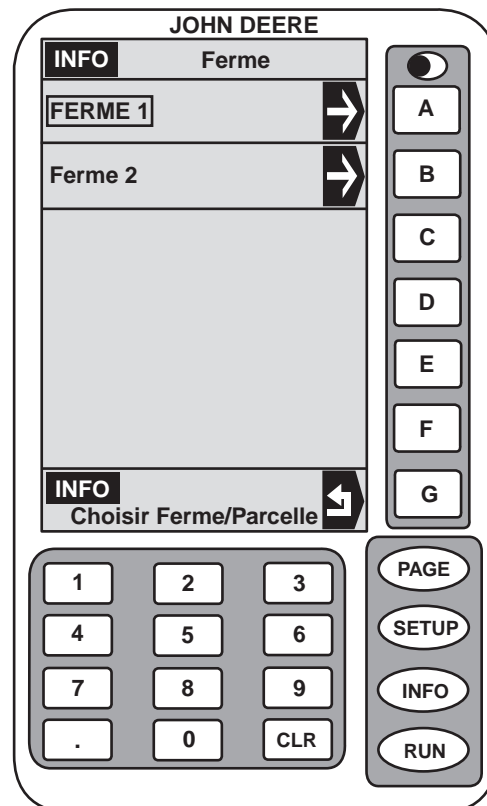 JOHN DEERE
INFO Ferme
FERME 1
Ferme 2
INFO
Choisir Ferme/Parcelle
A
B
C
D
E
F
G
1 2 3
4 5 6
7 8 9
. 0 CLR
PAGE
SETUP
INFO
RUN